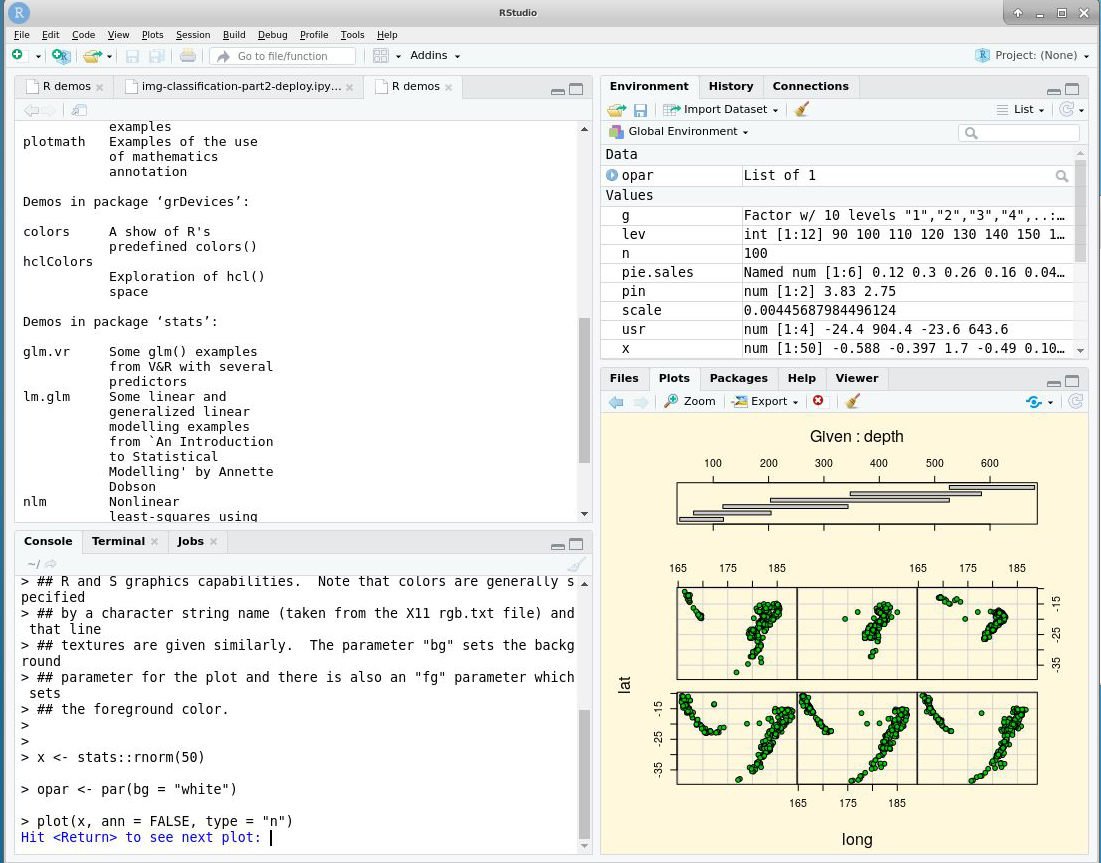 RStudio
File Edit Code View Plots Session Build Debug Profile Tools Help
Go to file/function Addins Project: (None)
R demos img-classification-part2-deploy.ipy... R demos
examples
plotmath Examples of the use
of mathematics
annotation
Demos in package ‘grDevices’:
colors A show of R's
predefined colors()
hclColors
Exploration of hcl()
space
Demos in package ‘stats’:
glm.vr Some glm() examples
from V&R with several
predictors
lm.glm Some linear and
generalized linear
modelling examples
from `An Introduction
to Statistical
Modelling' by Annette
Dobson
nlm Nonlinear
least-squares using
Console Terminal Jobs
~/
> ## R and S graphics capabilities. Note that colors are generally s
pecified
> ## by a character string name (taken from the X11 rgb.txt file) and
that line
> ## textures are given similarly. The parameter "bg" sets the backg
round
> ## parameter for the plot and there is also an "fg" parameter which
sets
> ## the foreground color.
>
>
> x <- stats::rnorm(50)
> opar <- par(bg = "white")
> plot(x, ann = FALSE, type = "n")
Hit <Return> to see next plot:
Environment History Connections
Import Dataset List
Global Environment
Data
opar List of 1
Values
g Factor w/ 10 levels "1","2","3","4",..:…
lev int [1:12] 90 100 110 120 130 140 150 1…
n 100
pie.sales Named num [1:6] 0.12 0.3 0.26 0.16 0.04…
pin num [1:2] 3.83 2.75
scale 0.00445687984496124
usr num [1:4] -24.4 904.4 -23.6 643.6
x num [1:50] -0.588 -0.397 1.7 -0.49 0.10…
Files Plots Packages Help Viewer
Zoom Export
Given : depth
100 200 300 400 500 600
165 175 185 165 175 185
-15
-25
-35
lat
-15
-25
-35
165 175 185
long